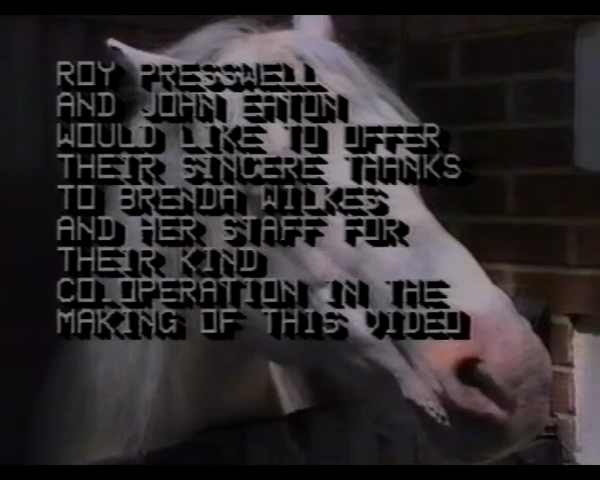 ROY PRESSWELL
AND JOHN EATON
WOULD LIKE TO OFFER
THEIR SINCERE THANKS
TO BRENDA WILKES
AND HER STAFF FOR
THEIR KIND
CO.OPERATION IN THE
MAKING OF THIS VIDEO